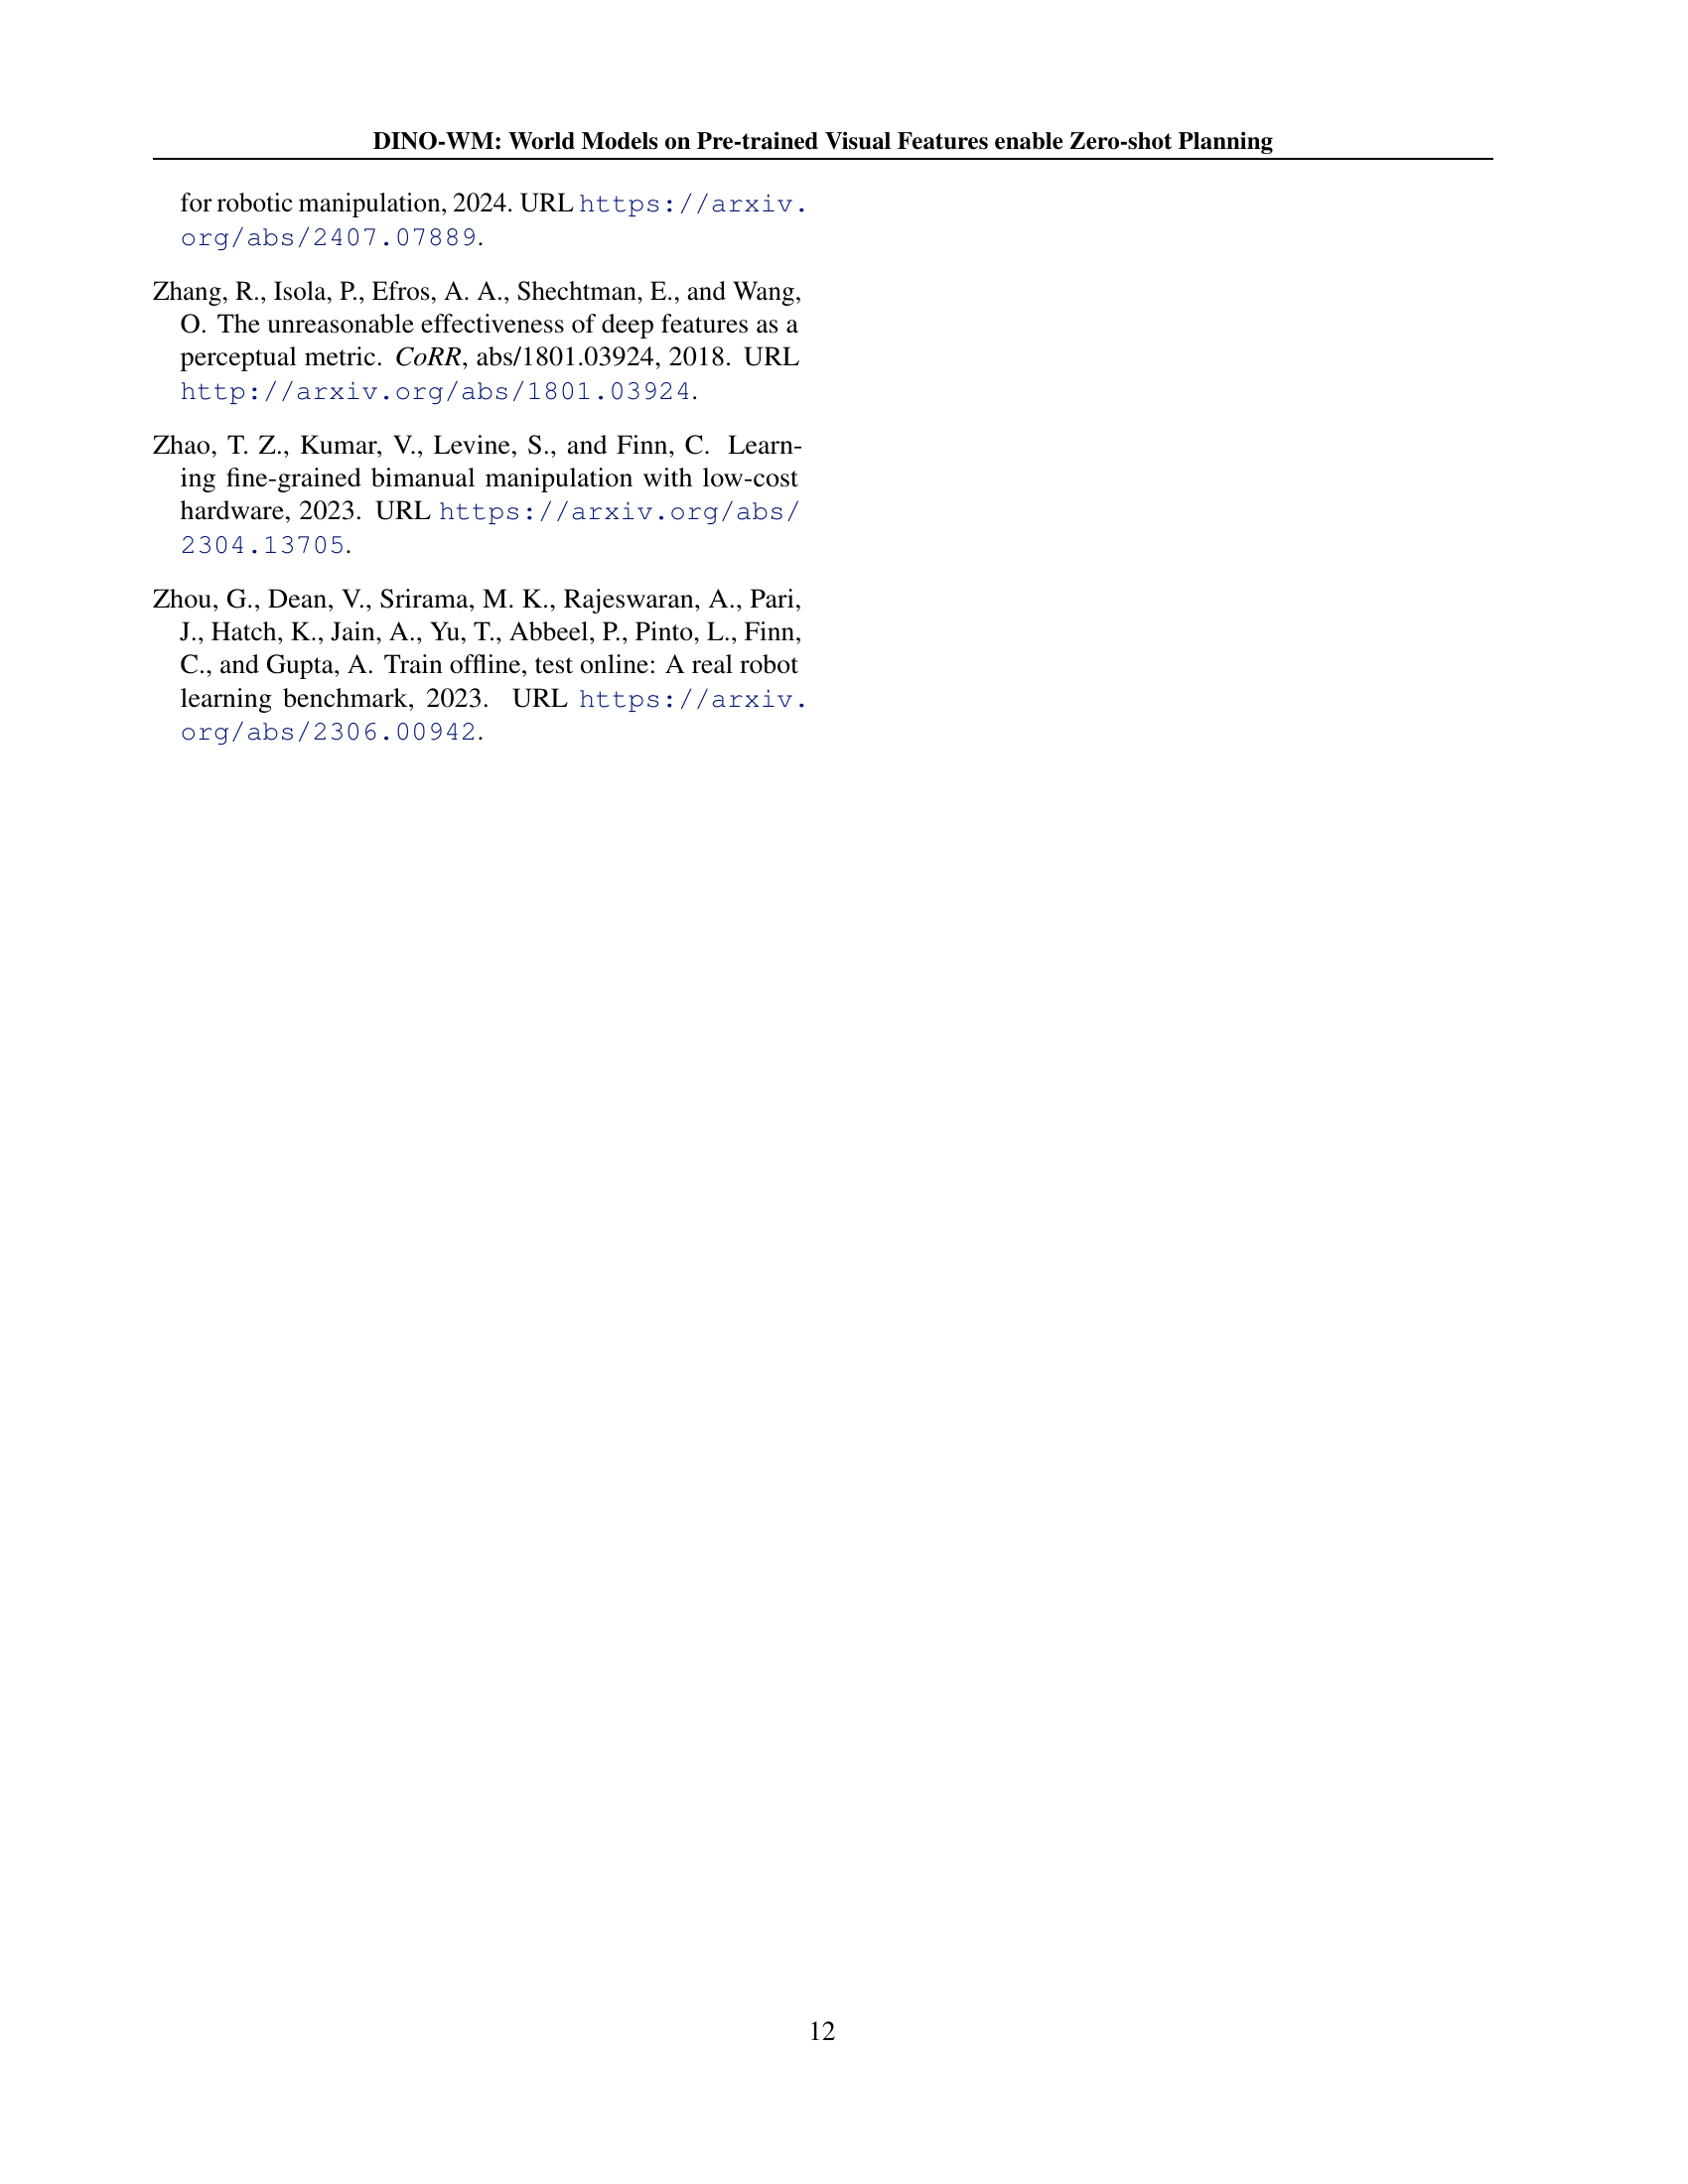 DINO-WM: World Models on Pre-trained Visual Features enable Zero-shot Planning
for robotic manipulation, 2024. URL https://arxiv.
org/abs/2407.07889.
Zhang, R., Isola, P., Efros, A. A., Shechtman, E., and Wang,
O. The unreasonable effectiveness of deep features as a
perceptual metric. CoRR, abs/1801.03924, 2018. URL
http://arxiv.org/abs/1801.03924.
Zhao, T. Z., Kumar, V., Levine, S., and Finn, C. Learn-
ing fine-grained bimanual manipulation with low-cost
hardware, 2023. URL https://arxiv.org/abs/
2304.13705.
Zhou, G., Dean, V., Srirama, M. K., Rajeswaran, A., Pari,
J., Hatch, K., Jain, A., Yu, T., Abbeel, P., Pinto, L., Finn,
C., and Gupta, A. Train offline, test online: A real robot
learning benchmark, 2023. URL https://arxiv.
org/abs/2306.00942.
12